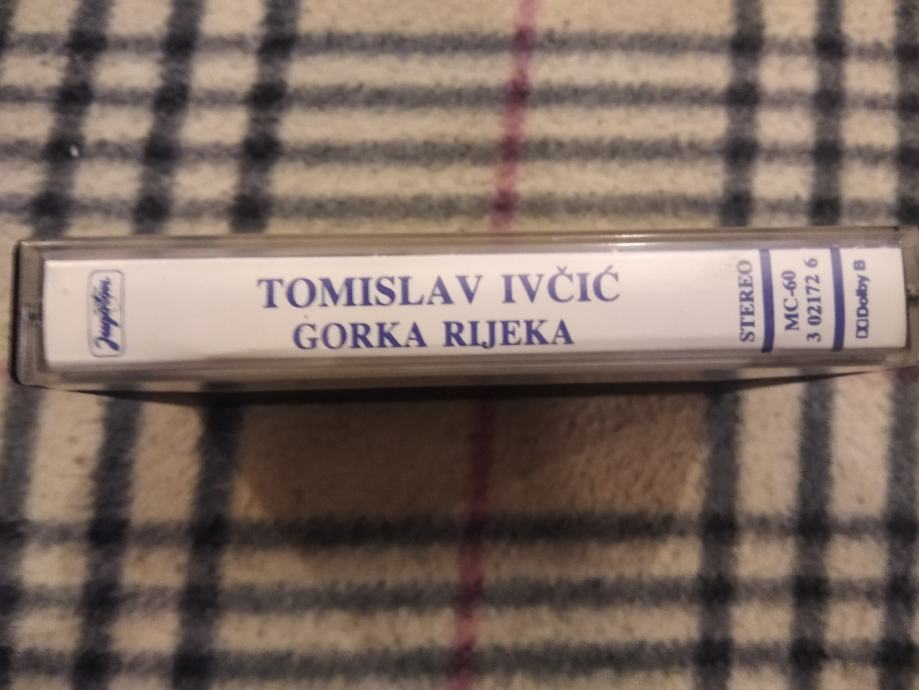 Jugoton
TOMISLAV IVČIĆ
GORKA RIJEKA
STEREO
MC-60
3 02172 6
Dolby B